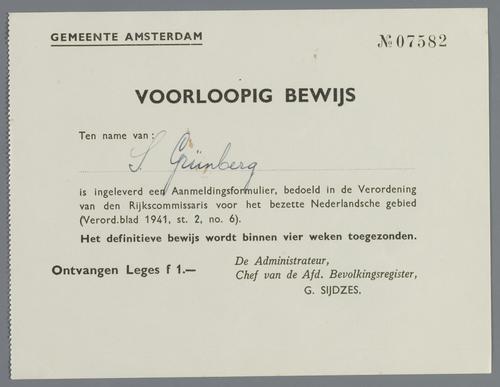 GEMEENTE AMSTERDAM № 07582
VOORLOOPIG BEWIJS
Ten name van:
S. Grünberg
is ingeleverd een Aanmeldingsformulier, bedoeld in de Verordening
van den Rijkscommissaris voor het bezette Nederlandsche gebied
(Verord.blad 1941, st. 2, no. 6).
Het definitieve bewijs wordt binnen vier weken toegezonden.
Ontvangen Leges f 1.—
De Administrateur,
Chef van de Afd. Bevolkingsregister,
G. SIJDZES.